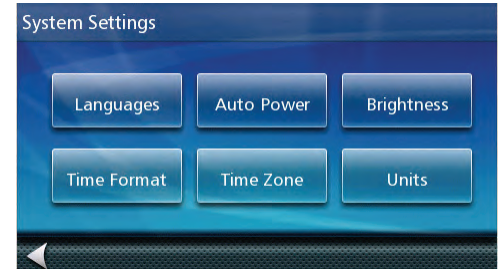 System Settings
Languages Auto Power Brightness
Time Format Time Zone Units